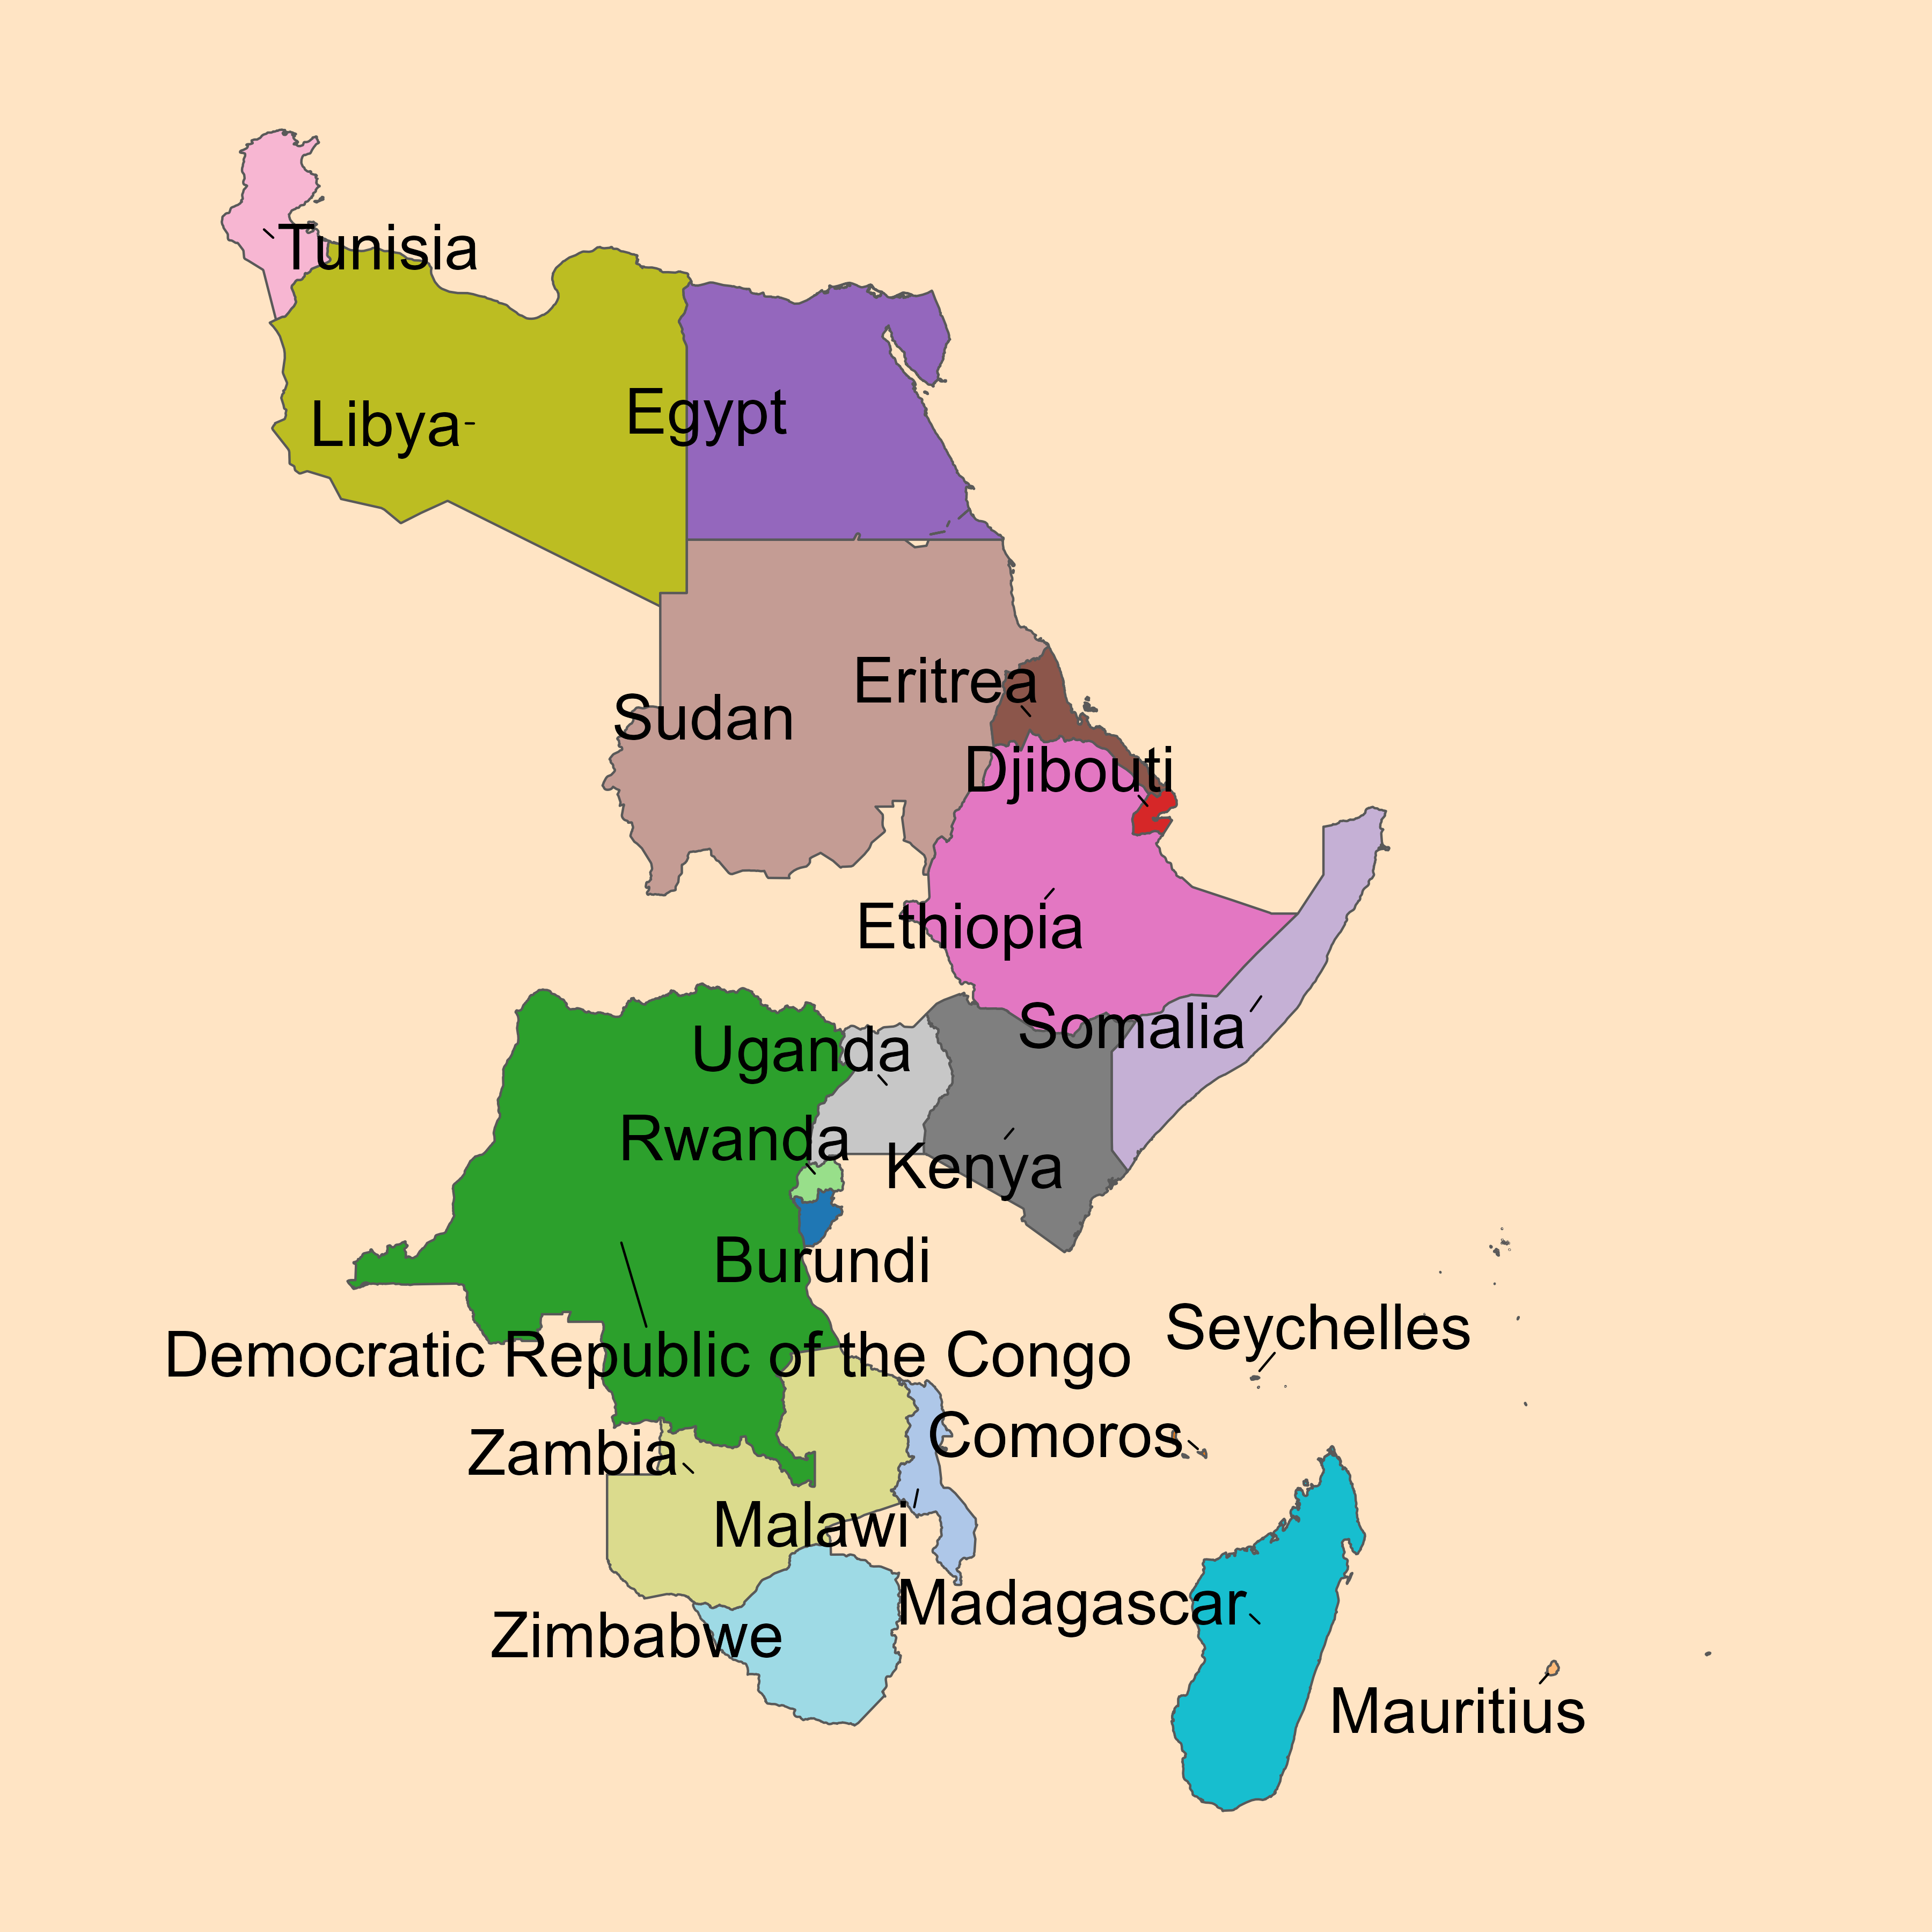 Tunisia
Libya
Egypt
Eritrea
Sudan
Djibouti
Ethiopia
Somalia
Uganda
Rwanda
Kenya
Burundi
Seychelles
Democratic Republic of the Congo
Comoros
Zambia
Malawi
Madagascar
Zimbabwe
Mauritius